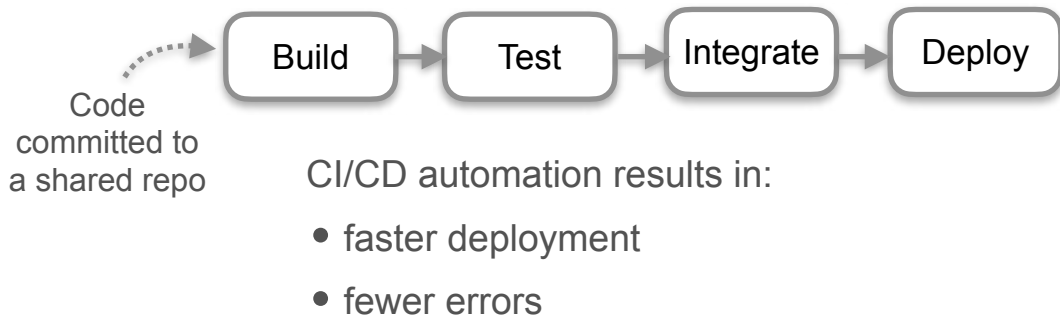 Build
Test
Integrate
Deploy
Code
committed to
a shared repo
CI/CD automation results in:
• faster deployment
• fewer errors